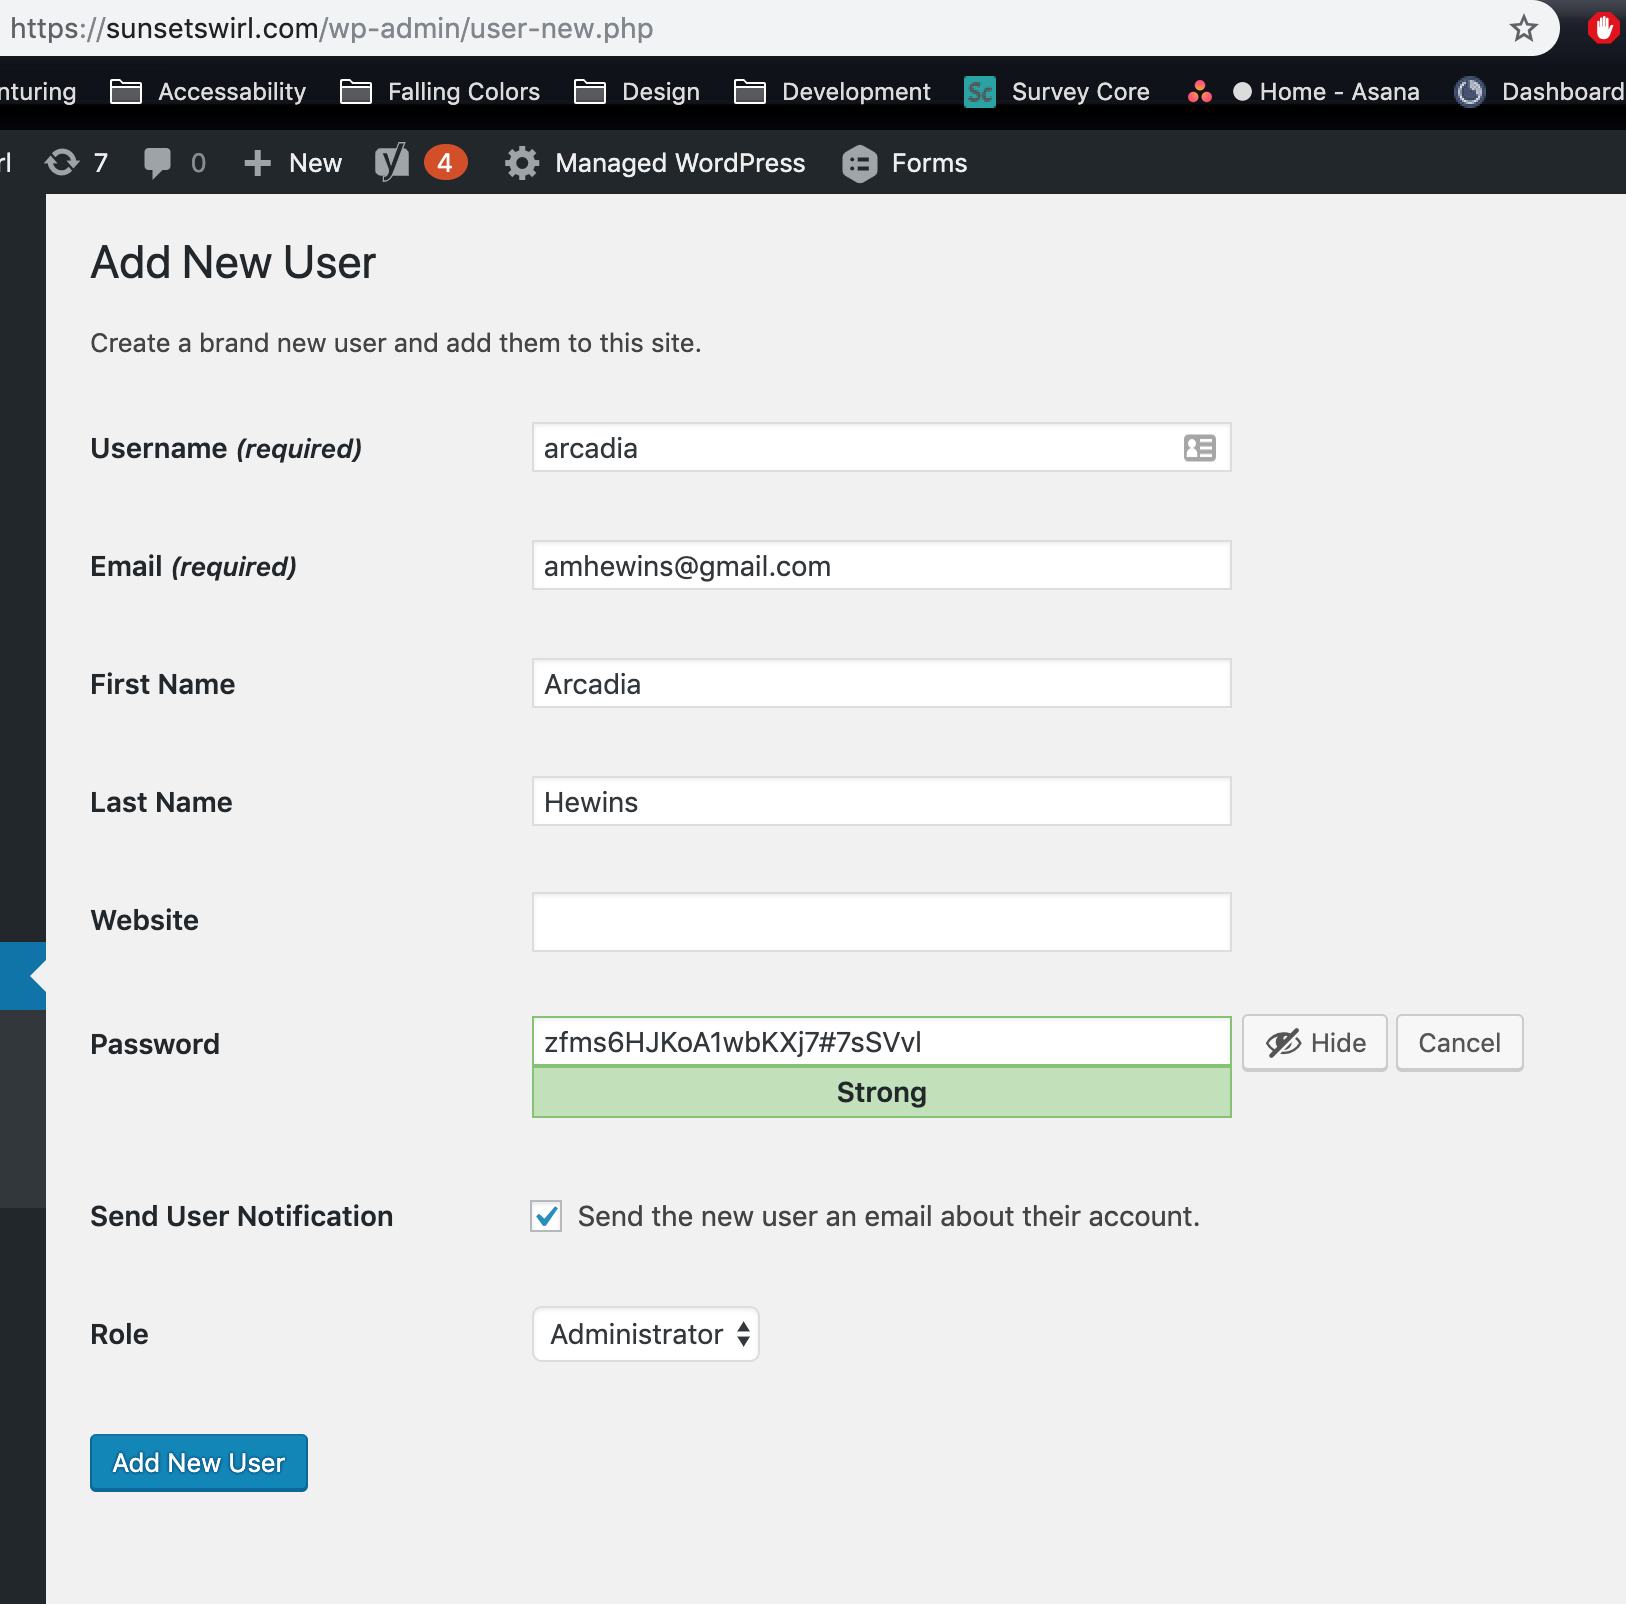 https://sunsetswirl.com/wp-admin/user-new.php
nturing Accessability Falling Colors Design Development Sc Survey Core Home - Asana Dashboard
rl 7 0 New 4 Managed WordPress Forms
Add New User
Create a brand new user and add them to this site.
Username (required) arcadia
Email (required) amhewins@gmail.com
First Name Arcadia
Last Name Hewins
Website
Password zfms6HJKoA1wbKXj7#7sSVvl Hide Cancel
Strong
Send User Notification Send the new user an email about their account.
Role Administrator
Add New User